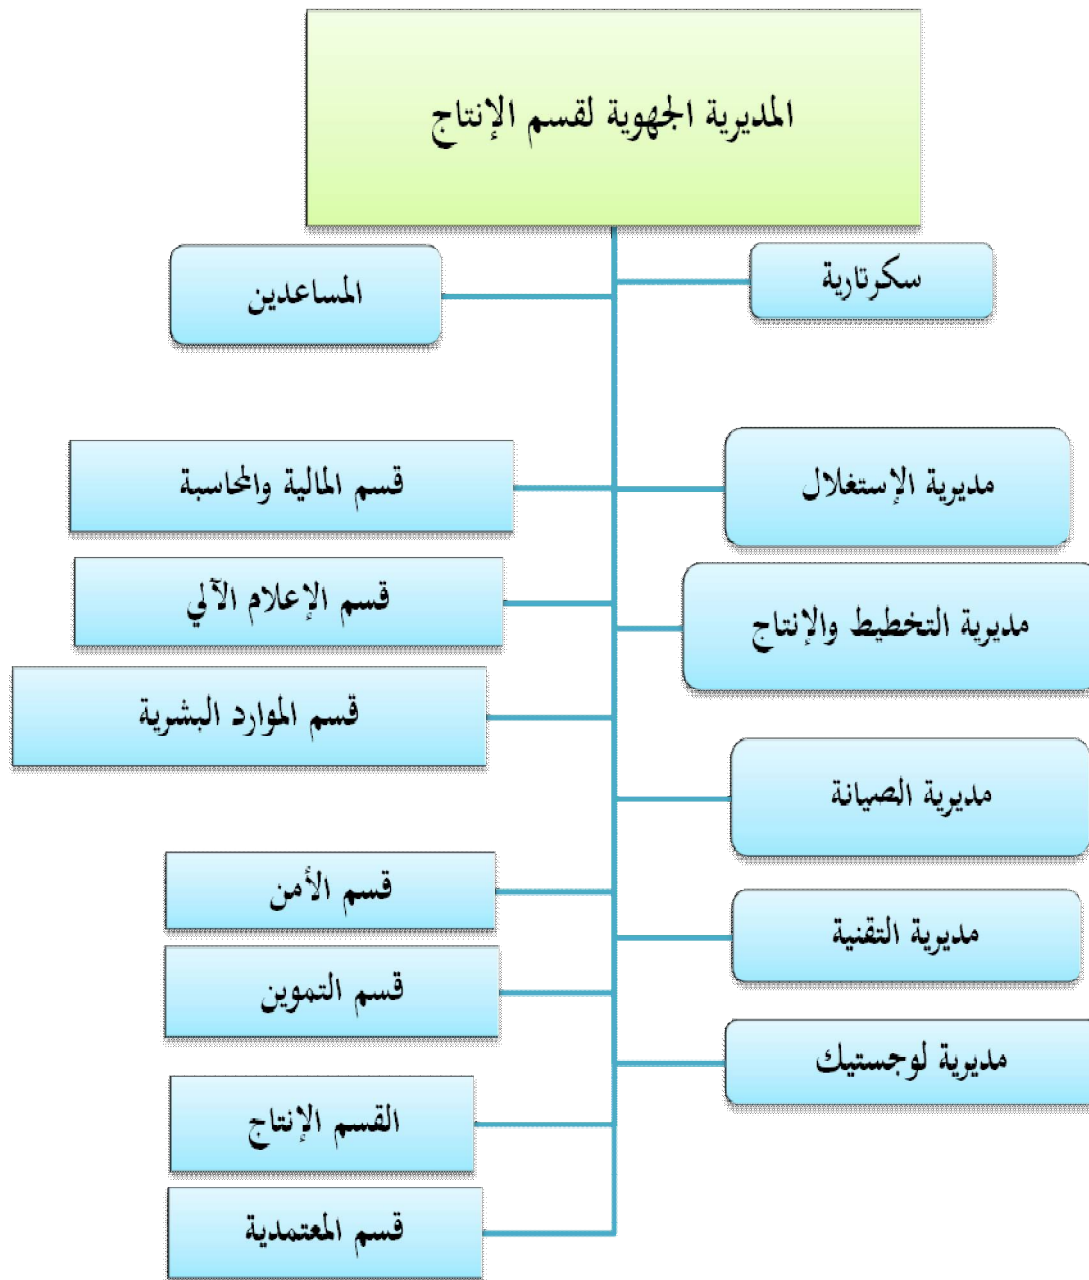 المديرية الجهوية لقسم الإنتاج
سكرتارية
المساعدين
مديرية الإستغلال
قسم المالية والمحاسبة
قسم الإعلام الآلي
مديرية التخطيط والإنتاج
قسم الموارد البشرية
مديرية الصيانة
قسم الأمن
مديرية التقنية
قسم التموين
مديرية لوجستيك
القسم الإنتاج
قسم المعتمدية